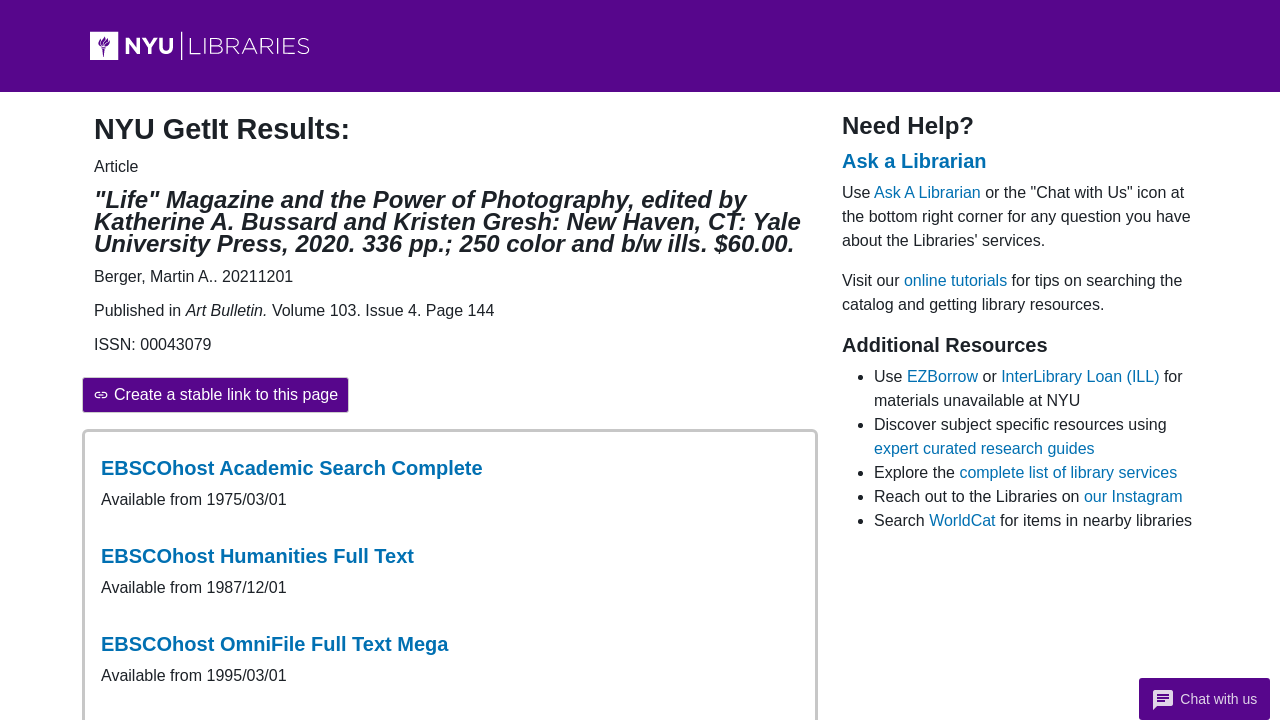 NYU LIBRARIES
NYU GetIt Results:
Article
"Life" Magazine and the Power of Photography, edited by
Katherine A. Bussard and Kristen Gresh: New Haven, CT: Yale
University Press, 2020. 336 pp.; 250 color and b/w ills. $60.00.
Berger, Martin A.. 20211201
Published in Art Bulletin. Volume 103. Issue 4. Page 144
ISSN: 00043079
Create a stable link to this page
EBSCOhost Academic Search Complete
Available from 1975/03/01
EBSCOhost Humanities Full Text
Available from 1987/12/01
EBSCOhost OmniFile Full Text Mega
Available from 1995/03/01
Need Help?
Ask a Librarian
Use Ask A Librarian or the "Chat with Us" icon at
the bottom right corner for any question you have
about the Libraries' services.
Visit our online tutorials for tips on searching the
catalog and getting library resources.
Additional Resources
Use EZBorrow or InterLibrary Loan (ILL) for
materials unavailable at NYU
Discover subject specific resources using
expert curated research guides
Explore the complete list of library services
Reach out to the Libraries on our Instagram
Search WorldCat for items in nearby libraries
Chat with us